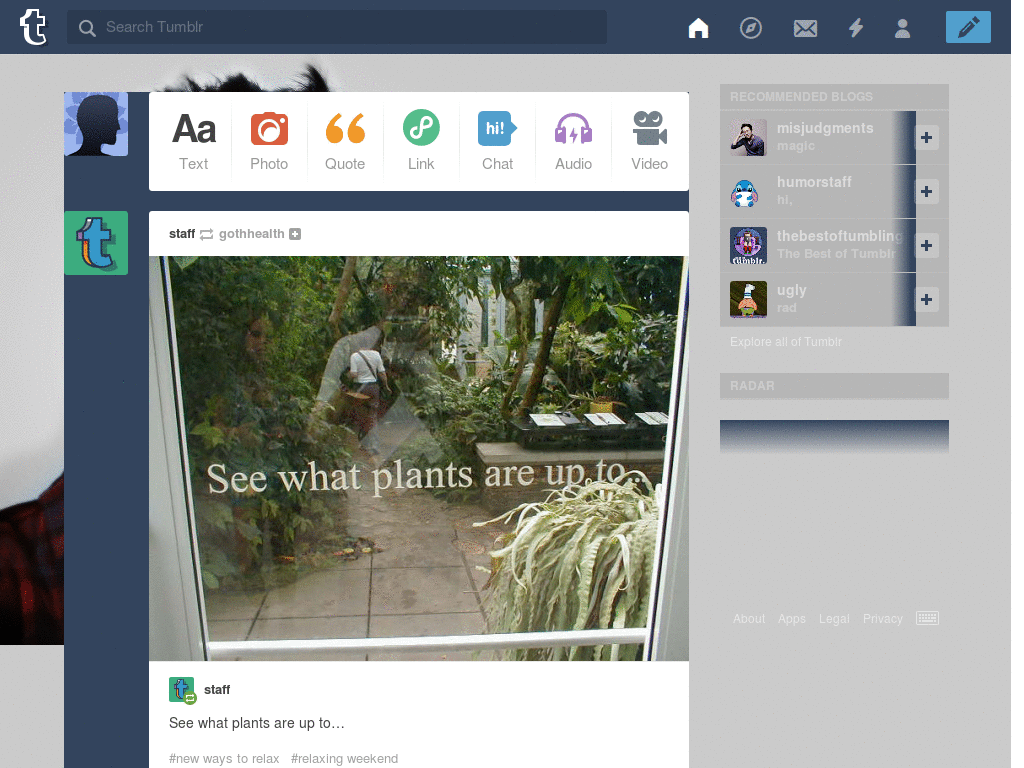 Search Tumblr
Aa
Text
Photo
Quote
Link
hi!
Chat
Audio
Video
staff gothhealth
See what plants are up to...
staff
See what plants are up to…
#new ways to relax #relaxing weekend
RECOMMENDED BLOGS
misjudgments
magic
humorstaff
hi,
thebestoftumbling
The Best of Tumblr
tumblr.
ugly
rad
Explore all of Tumblr
RADAR
About Apps Legal Privacy